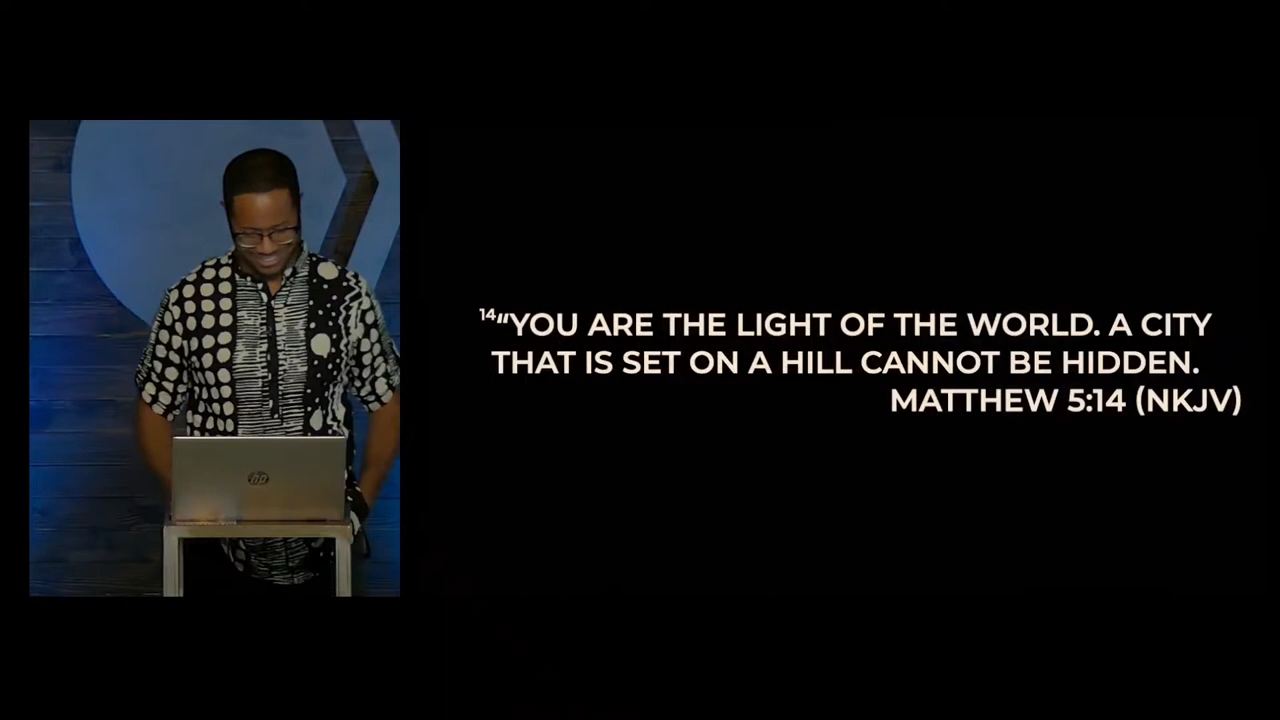 ¹⁴“YOU ARE THE LIGHT OF THE WORLD. A CITY
THAT IS SET ON A HILL CANNOT BE HIDDEN.
MATTHEW 5:14 (NKJV)
hp